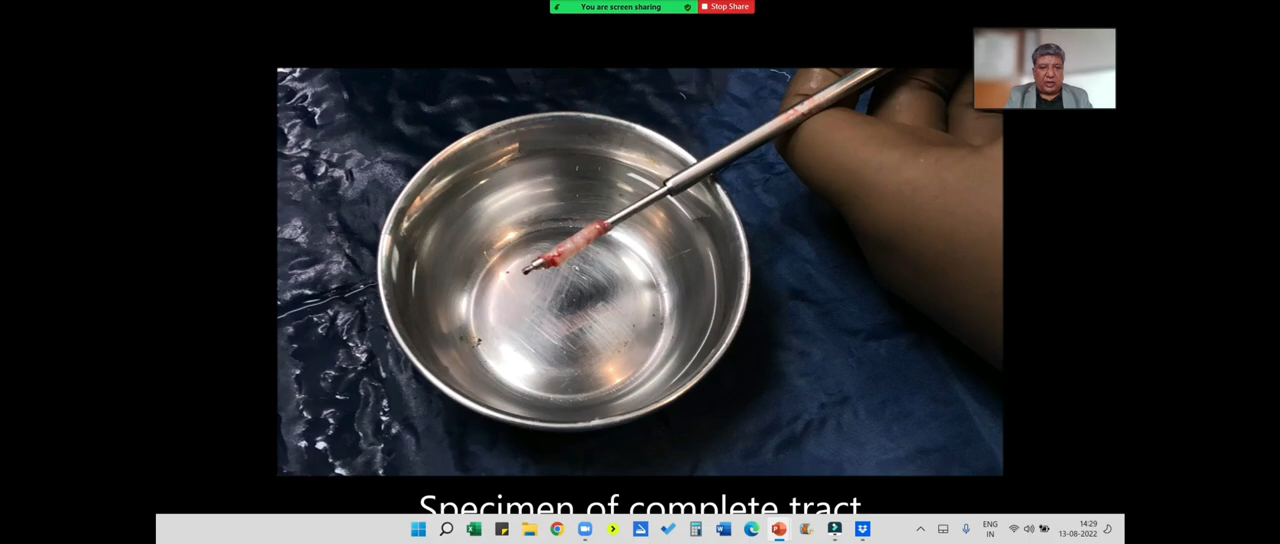 You are screen sharing
Stop Share
Specimen of complete tract
ENG
IN
14:29
13-08-2022